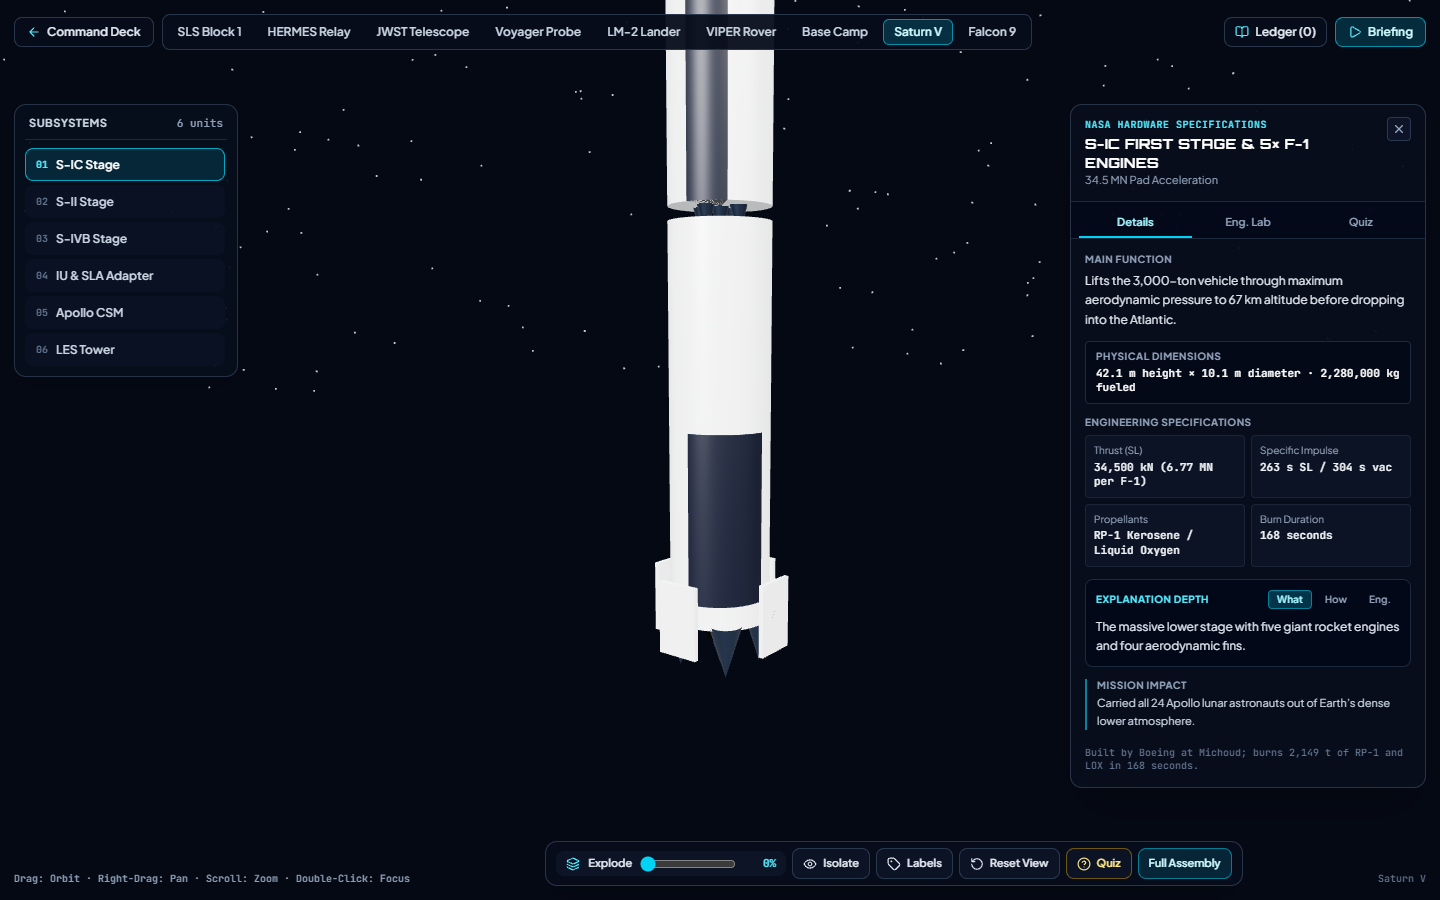 Command Deck
SLS Block 1
HERMES Relay
JWST Telescope
Voyager Probe
LM-2 Lander
VIPER Rover
Base Camp
Saturn V
Falcon 9
Ledger (0)
Briefing
SUBSYSTEMS 6 units
01 S-IC Stage
02 S-II Stage
03 S-IVB Stage
04 IU & SLA Adapter
05 Apollo CSM
06 LES Tower
NASA HARDWARE SPECIFICATIONS
S-IC FIRST STAGE & 5× F-1
ENGINES
34.5 MN Pad Acceleration
Details Eng. Lab Quiz
MAIN FUNCTION
Lifts the 3,000-ton vehicle through maximum
aerodynamic pressure to 67 km altitude before dropping
into the Atlantic.
PHYSICAL DIMENSIONS
42.1 m height × 10.1 m diameter · 2,280,000 kg
fueled
ENGINEERING SPECIFICATIONS
Thrust (SL)
34,500 kN (6.77 MN
per F-1)
Specific Impulse
263 s SL / 304 s vac
Propellants
RP-1 Kerosene /
Liquid Oxygen
Burn Duration
168 seconds
EXPLANATION DEPTH What How Eng.
The massive lower stage with five giant rocket engines
and four aerodynamic fins.
MISSION IMPACT
Carried all 24 Apollo lunar astronauts out of Earth's dense
lower atmosphere.
Built by Boeing at Michoud; burns 2,149 t of RP-1 and
LOX in 168 seconds.
Explode 0% Isolate Labels Reset View Quiz Full Assembly
Drag: Orbit · Right-Drag: Pan · Scroll: Zoom · Double-Click: Focus
Saturn V